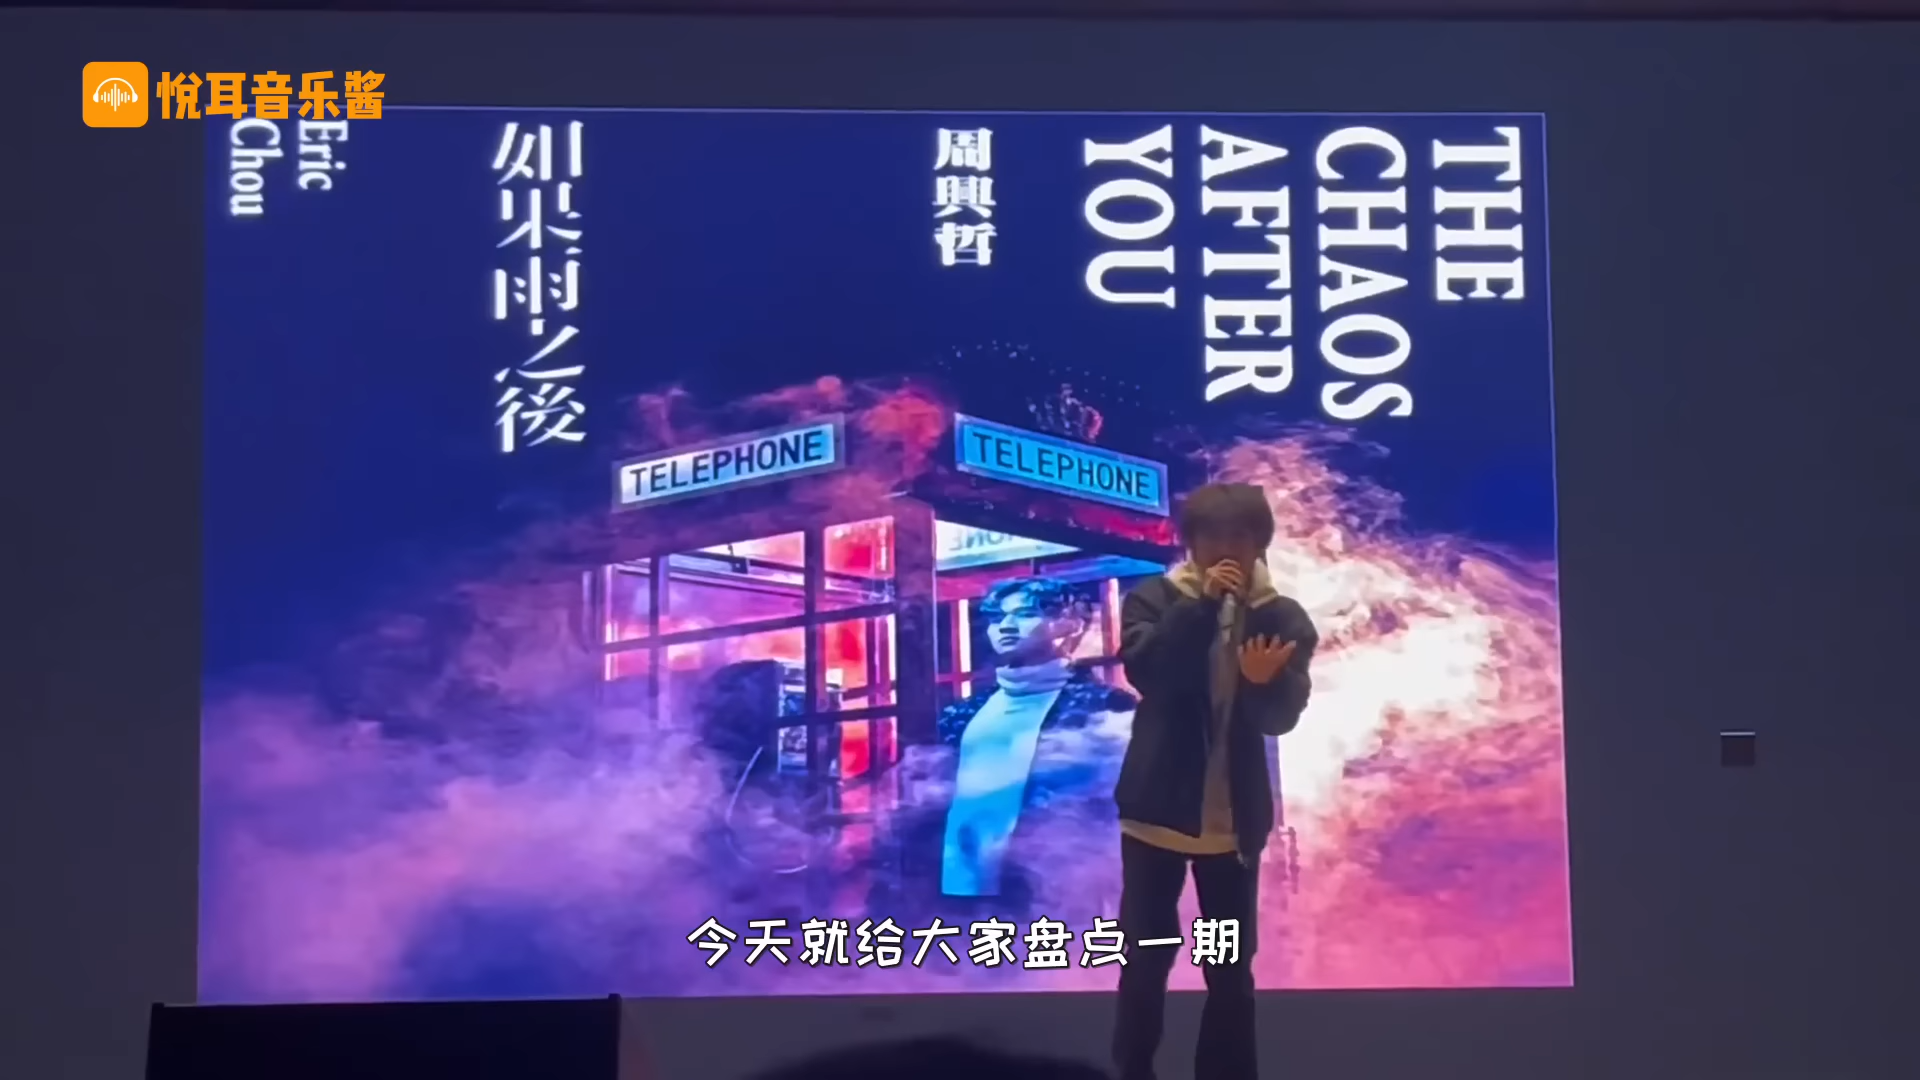 悦耳音乐酱
Eric
Chou
如果雨之後
周興哲
THE
CHAOS
AFTER
YOU
TELEPHONE
TELEPHONE
今天就给大家盘点一期